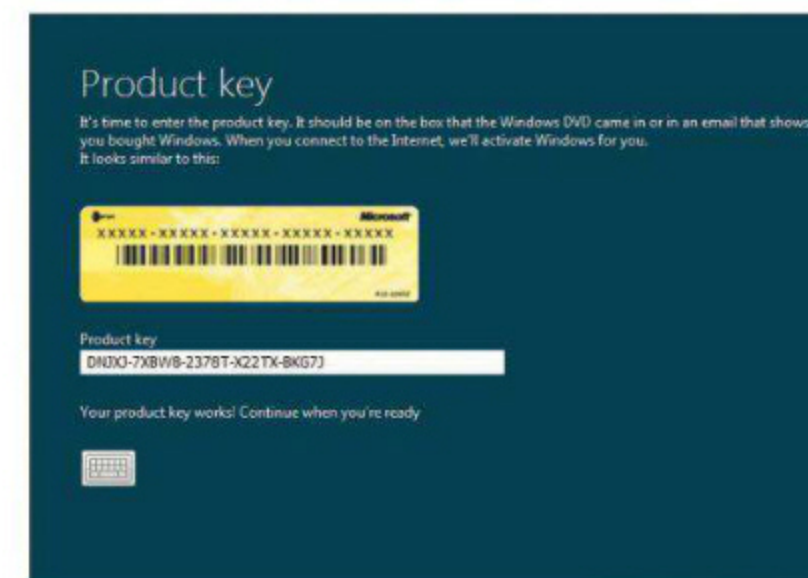 Product key
It's time to enter the product key. It should be on the box that the Windows DVD came in or in an email that shows
you bought Windows. When you connect to the Internet, we'll activate Windows for you.
It looks similar to this:
Microsoft
XXXXX-XXXXX-XXXXX-XXXXX-XXXXX
Product key
DNJXJ-7XBW8-2378T-X22TX-BKG7J
Your product key works! Continue when you're ready